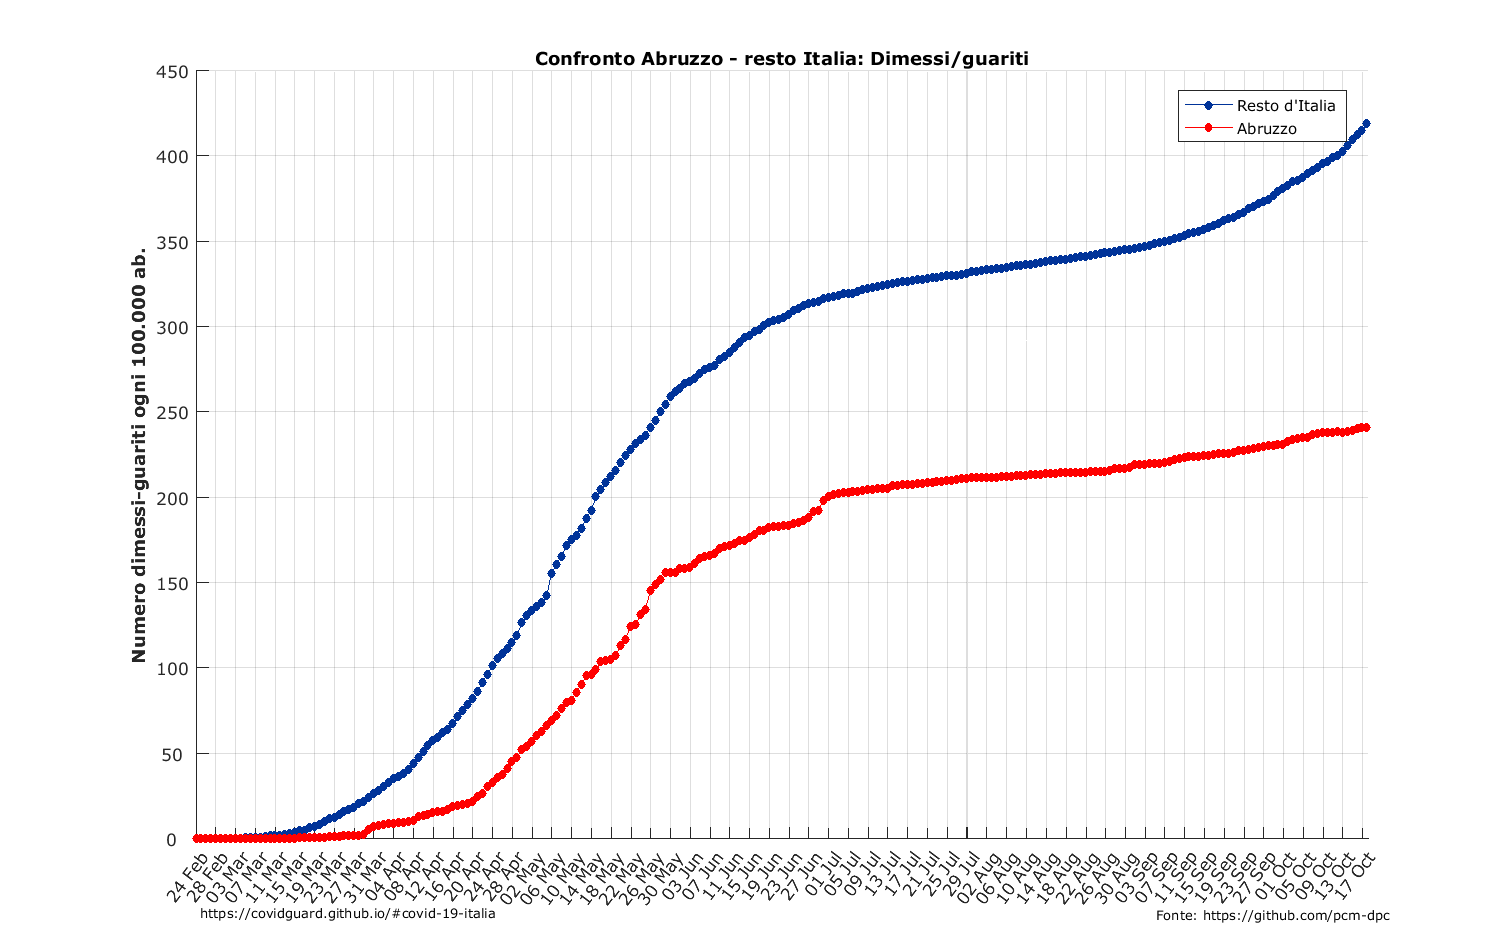 Confronto Abruzzo - resto Italia: Dimessi/guariti
Resto d'Italia
Abruzzo
Numero dimessi-guariti ogni 100.000 ab.
450
400
350
300
250
200
150
100
50
0
24 Feb
28 Feb
03 Mar
07 Mar
11 Mar
15 Mar
19 Mar
23 Mar
27 Mar
31 Mar
04 Apr
08 Apr
12 Apr
16 Apr
20 Apr
24 Apr
28 Apr
02 May
06 May
10 May
14 May
18 May
22 May
26 May
30 May
03 Jun
07 Jun
11 Jun
15 Jun
19 Jun
23 Jun
27 Jun
01 Jul
05 Jul
09 Jul
13 Jul
17 Jul
21 Jul
25 Jul
29 Jul
02 Aug
06 Aug
10 Aug
14 Aug
18 Aug
22 Aug
26 Aug
30 Aug
03 Sep
07 Sep
11 Sep
15 Sep
19 Sep
23 Sep
27 Sep
01 Oct
05 Oct
09 Oct
13 Oct
17 Oct
https://covidguard.github.io/#covid-19-italia
Fonte: https://github.com/pcm-dpc